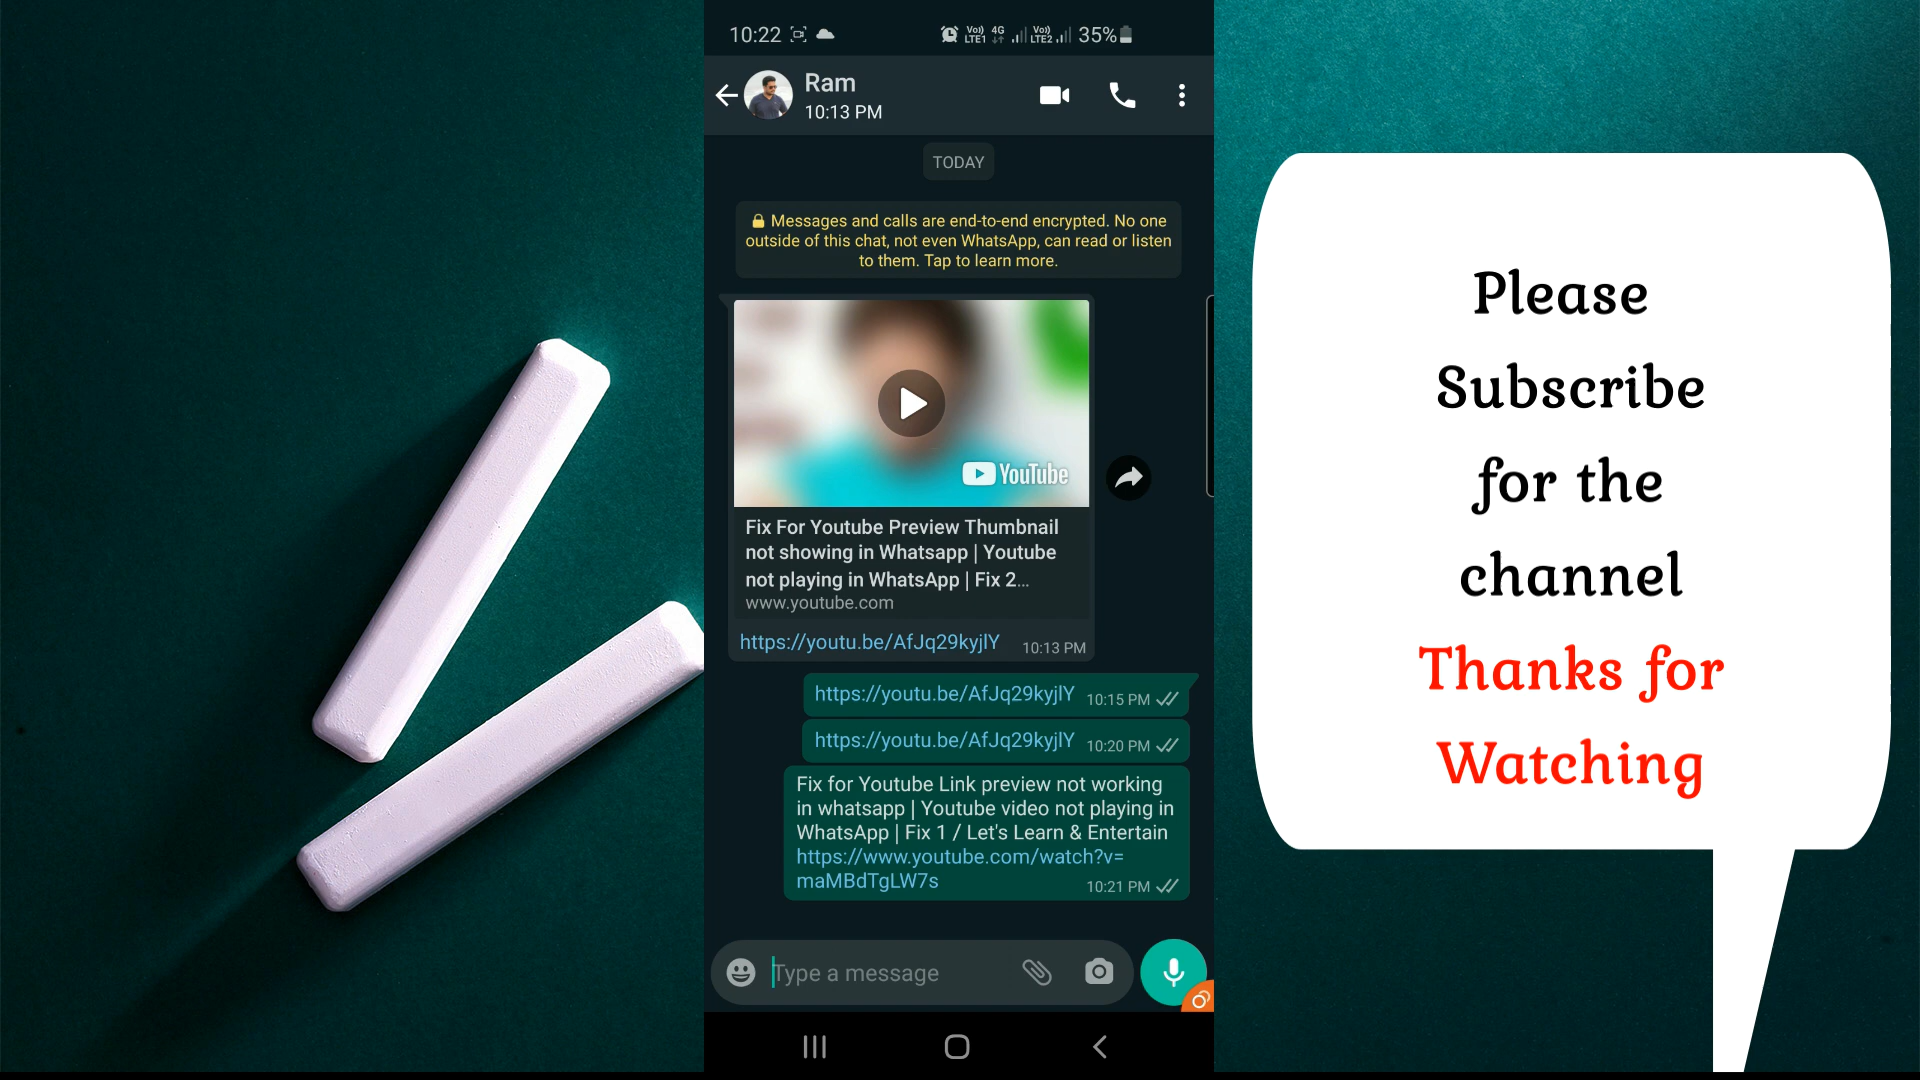 10:22
Vo) LTE1 4G Vo) LTE2 35%
Ram
10:13 PM
TODAY
Messages and calls are end-to-end encrypted. No one
outside of this chat, not even WhatsApp, can read or listen
to them. Tap to learn more.
YouTube
Fix For Youtube Preview Thumbnail
not showing in Whatsapp | Youtube
not playing in WhatsApp | Fix 2...
www.youtube.com
https://youtu.be/AfJq29kyjlY 10:13 PM
https://youtu.be/AfJq29kyjlY 10:15 PM
https://youtu.be/AfJq29kyjlY 10:20 PM
Fix for Youtube Link preview not working
in whatsapp | Youtube video not playing in
WhatsApp | Fix 1 / Let's Learn & Entertain
https://www.youtube.com/watch?v=
maMBdTgLW7s 10:21 PM
Type a message
Please
Subscribe
for the
channel
Thanks for
Watching